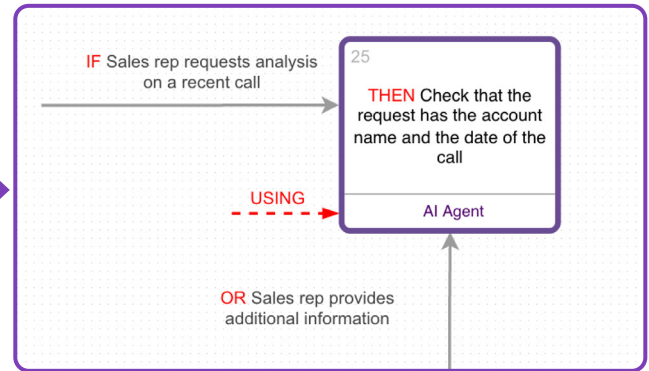 IF Sales rep requests analysis
on a recent call
25
THEN Check that the
request has the account
name and the date of the
call
USING
AI Agent
OR Sales rep provides
additional information